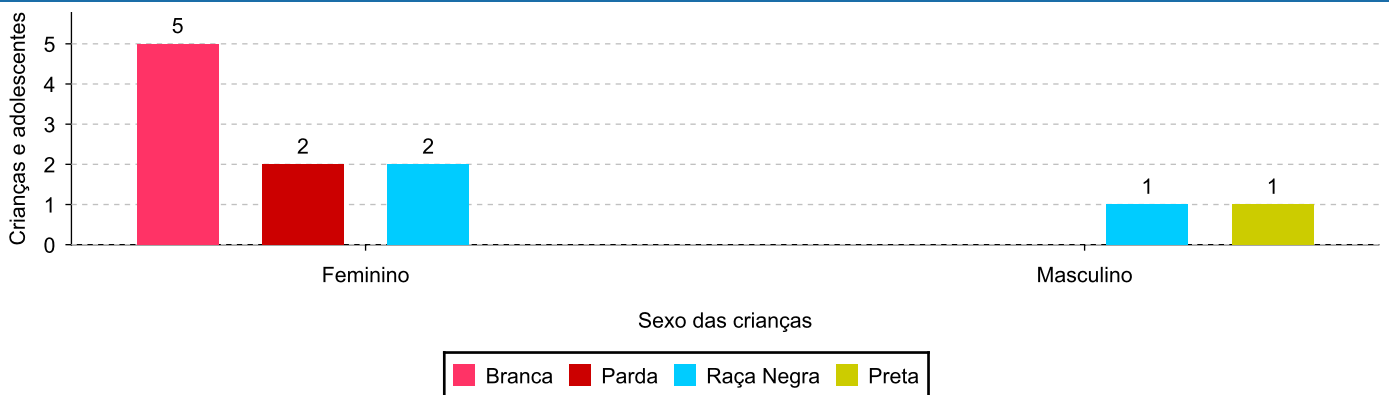 Crianças e adolescentes
5
4
3
2
1
0
5
2
2
1
1
Feminino
Masculino
Sexo das crianças
Branca
Parda
Raça Negra
Preta